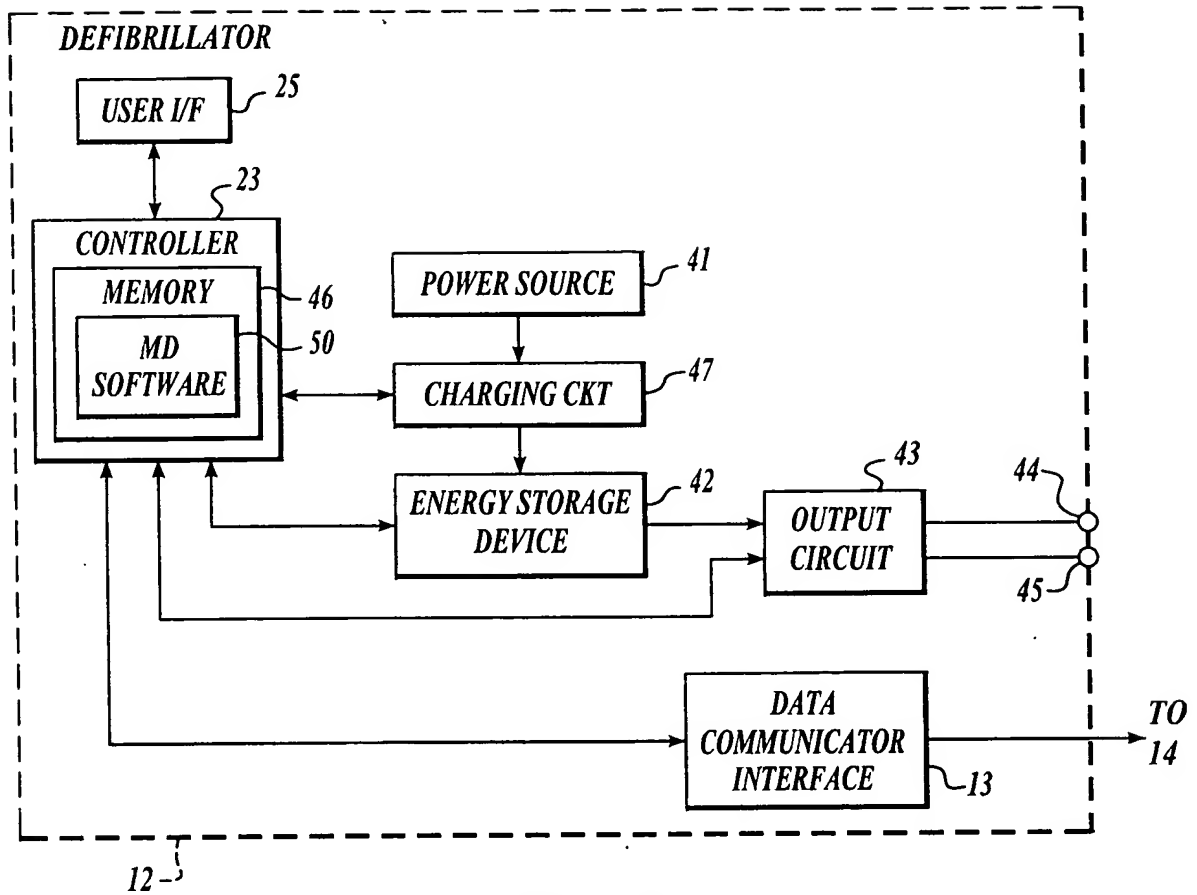 DEFIBRILLATOR
USER I/F
25
23
CONTROLLER
MEMORY
46
MD
SOFTWARE
50
POWER SOURCE
41
CHARGING CKT
47
ENERGY STORAGE
DEVICE
42
OUTPUT
CIRCUIT
43
44
45
DATA
COMMUNICATOR
INTERFACE
13
TO
14
12